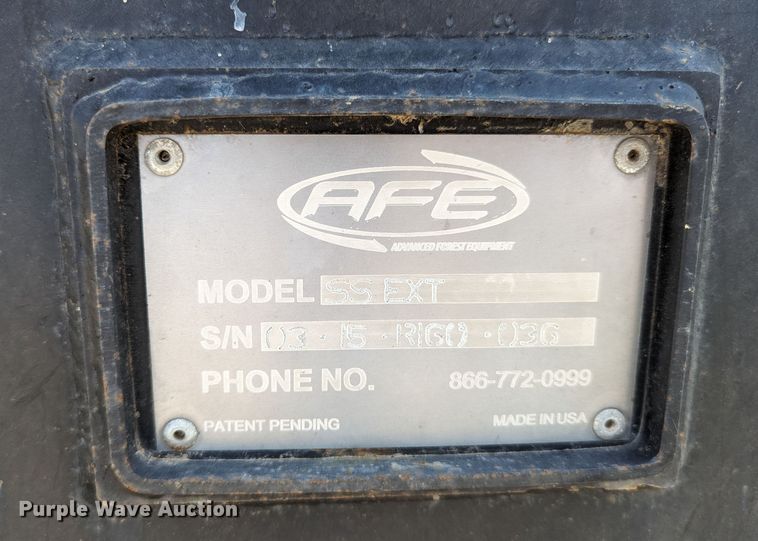 AFE
ADVANCED FOREST EQUIPMENT
MODEL SS EXT
S/N 03 - 15 - R160 - 036
PHONE NO. 866-772-0999
PATENT PENDING MADE IN USA
Purple Wave Auction